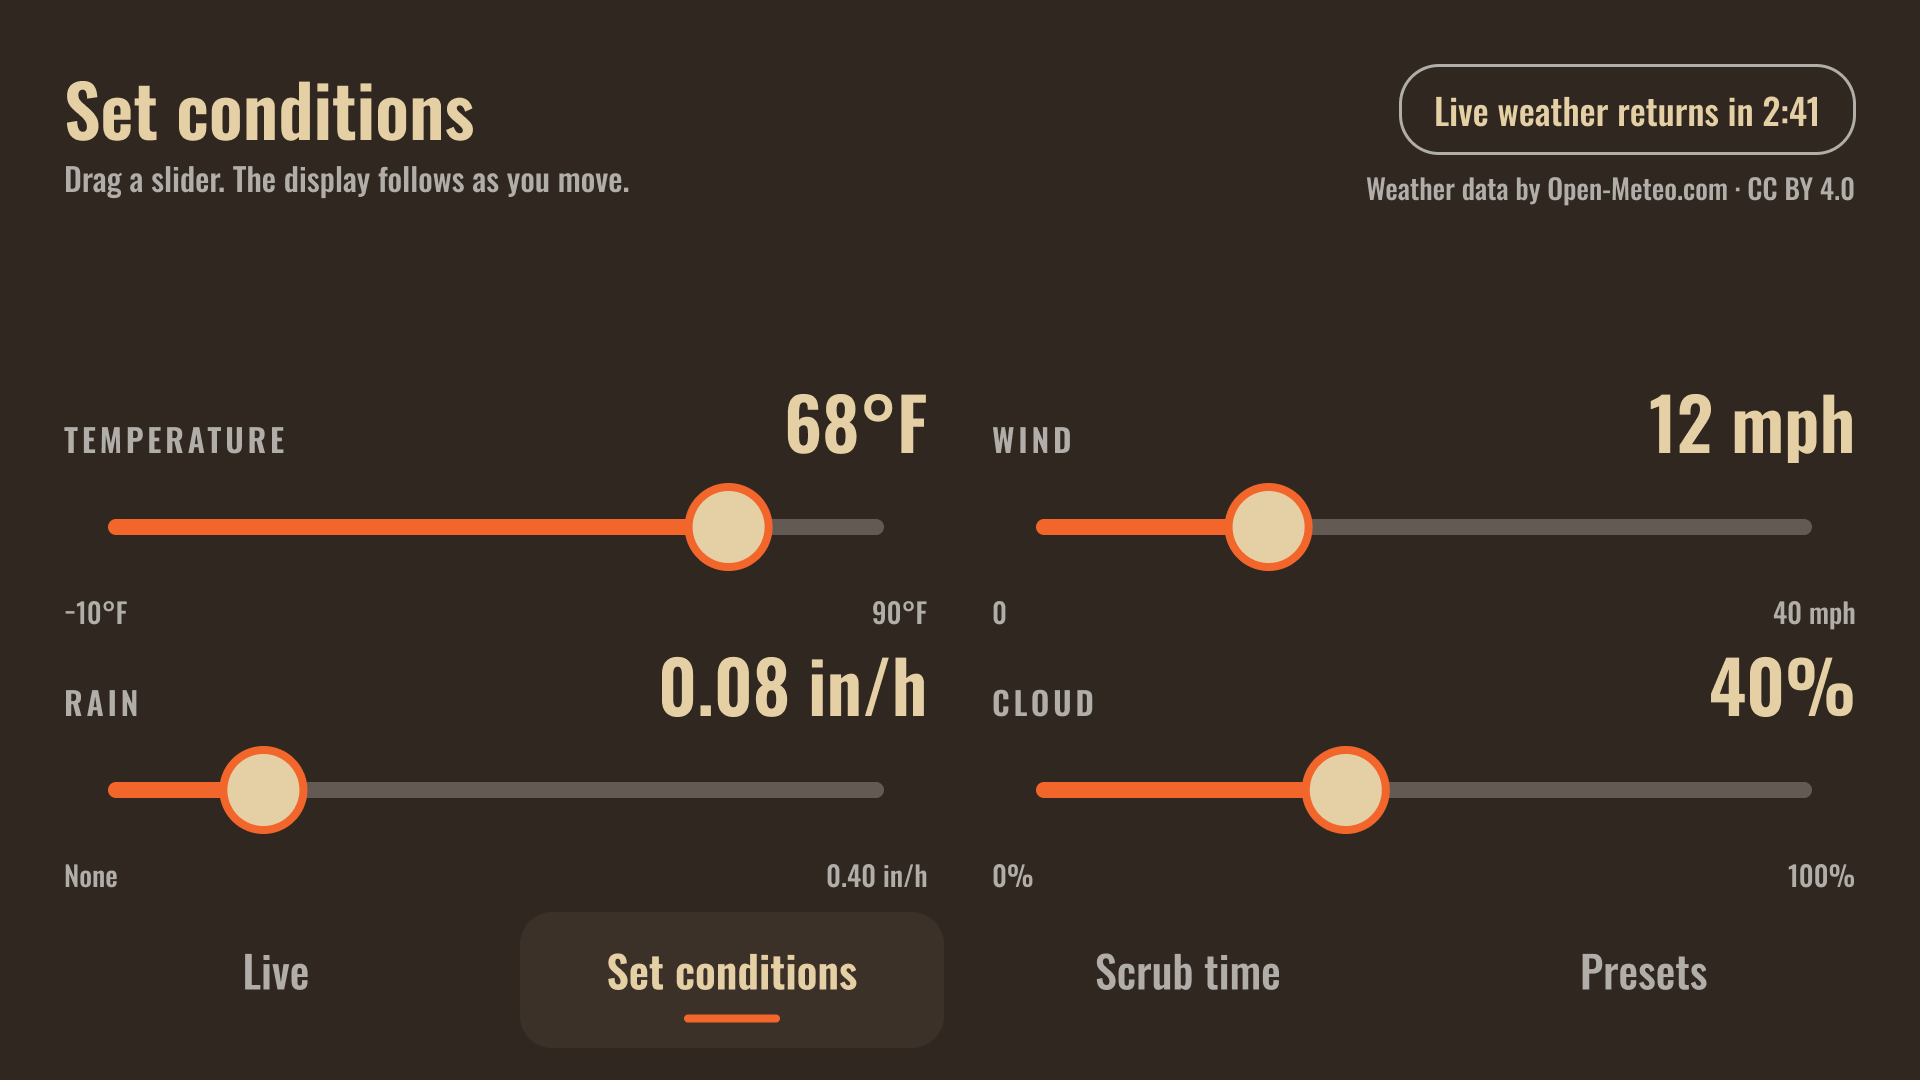 Set conditions
Drag a slider. The display follows as you move.
Live weather returns in 2:41
Weather data by Open-Meteo.com · CC BY 4.0
TEMPERATURE
68°F
−10°F
90°F
WIND
12 mph
0
40 mph
RAIN
0.08 in/h
None
0.40 in/h
CLOUD
40%
0%
100%
Live
Set conditions
Scrub time
Presets